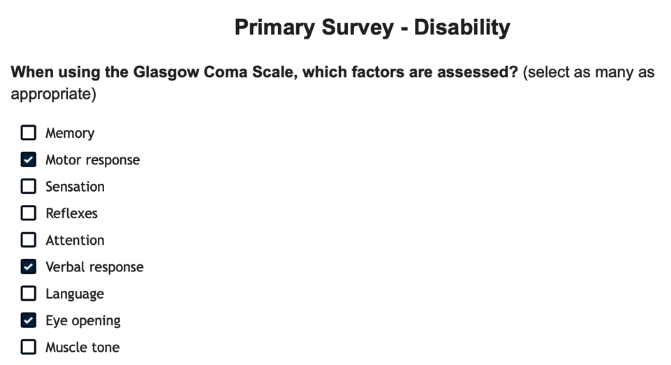 Primary Survey - Disability
When using the Glasgow Coma Scale, which factors are assessed? (select as many as
appropriate)
Memory
Motor response
Sensation
Reflexes
Attention
Verbal response
Language
Eye opening
Muscle tone